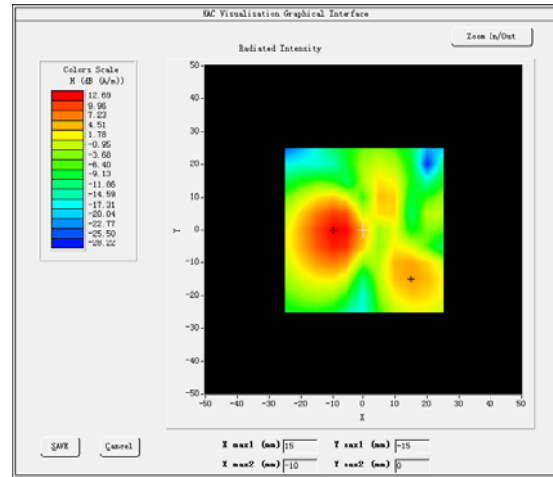 HAC Visualization Graphical Interface
Zoom In/Out
Radiated Intensity
Colors Scale
H (dB (A/m))
12.69
9.96
7.23
4.51
1.78
-0.95
-3.68
-6.40
-9.13
-11.86
-14.59
-17.31
-20.04
-22.77
-25.50
-28.22
50
40
30
20
10
Y
0
-10
-20
-30
-40
-50
-50 -40 -30 -20 -10 0 10 20 30 40 50
X
SAVE
Cancel
X max1 (mm) 15 Y max1 (mm) -15
X max2 (mm) -10 Y max2 (mm) 0